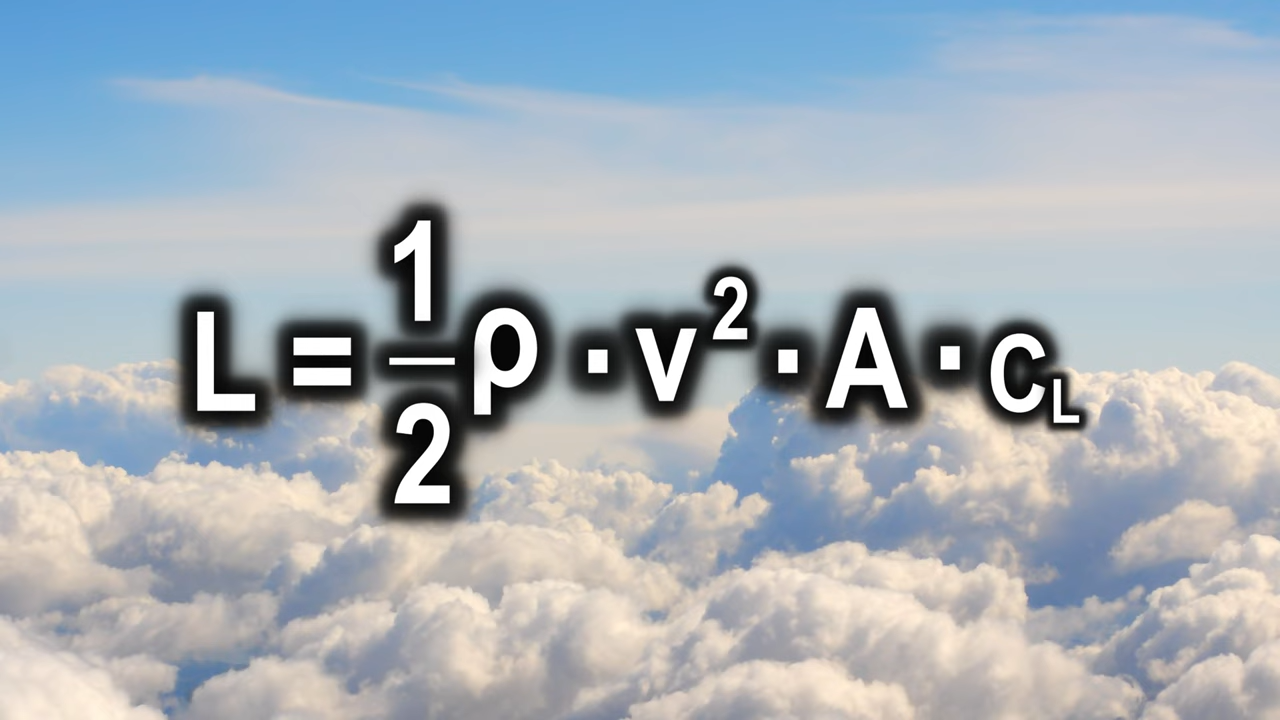 L = 1/2 ρ · v² · A · c_L